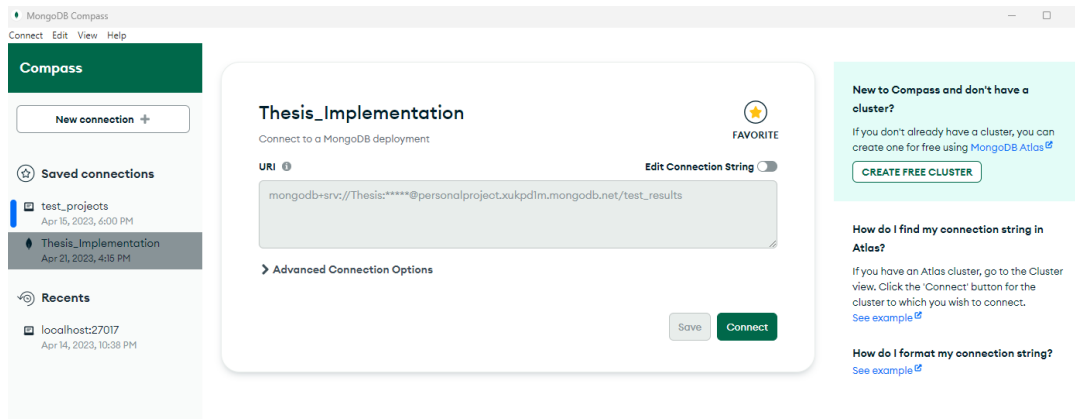 MongoDB Compass
Connect Edit View Help
Compass
New connection +
Saved connections
test_projects
Apr 15, 2023, 6:00 PM
Thesis_Implementation
Apr 21, 2023, 4:15 PM
Recents
localhost:27017
Apr 14, 2023, 10:38 PM
Thesis_Implementation
Connect to a MongoDB deployment
FAVORITE
URI
Edit Connection String
mongodb+srv://Thesis:*****@personalproject.xukpd1m.mongodb.net/test_results
Advanced Connection Options
Save
Connect
New to Compass and don't have a
cluster?
If you don't already have a cluster, you can
create one for free using MongoDB Atlas
CREATE FREE CLUSTER
How do I find my connection string in
Atlas?
If you have an Atlas cluster, go to the Cluster
view. Click the 'Connect' button for the
cluster to which you wish to connect.
See example
How do I format my connection string?
See example